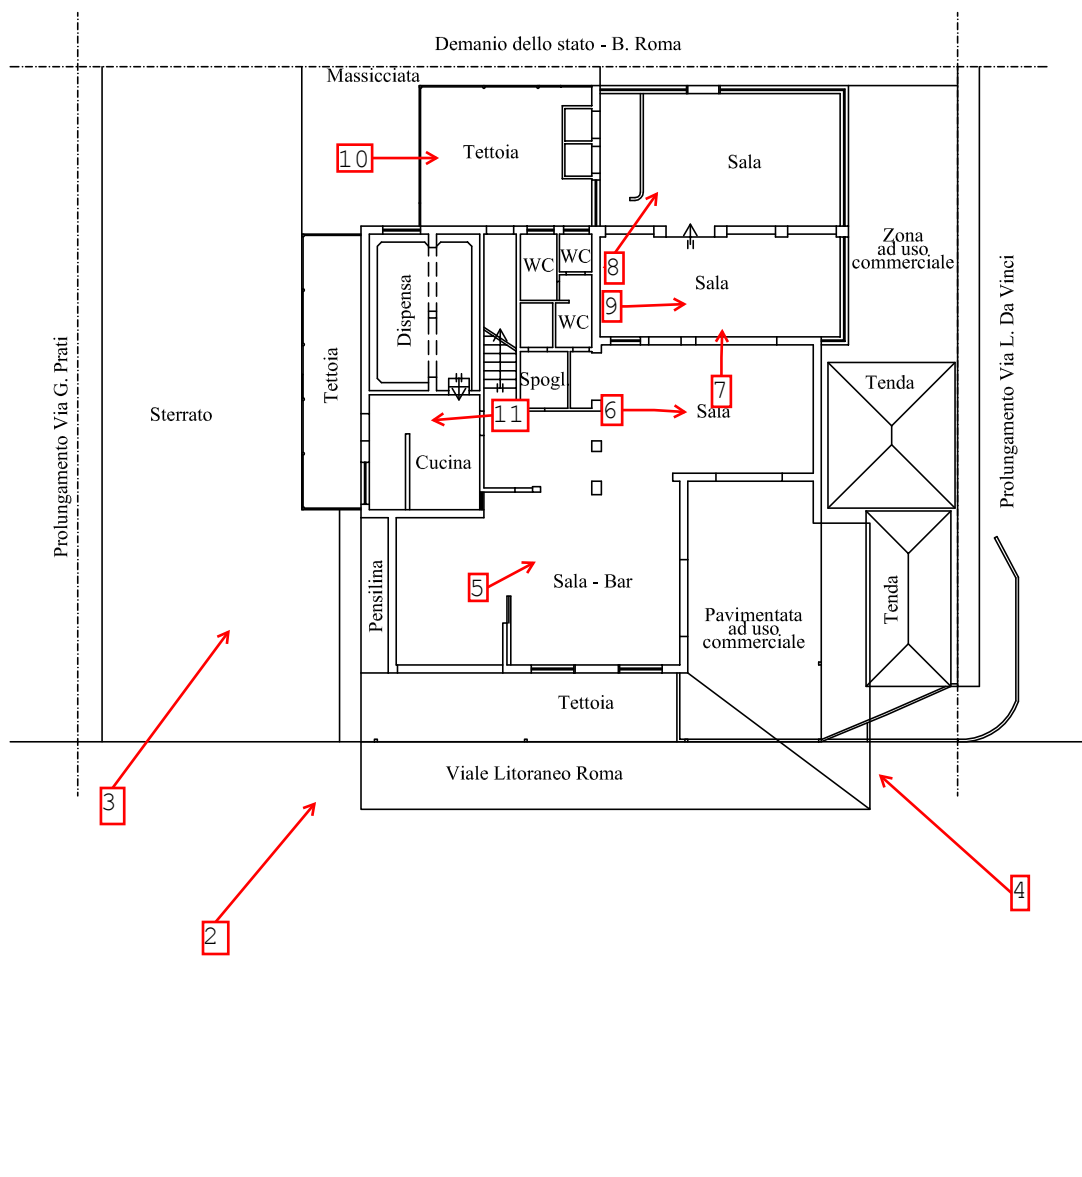 Demanio dello stato - B. Roma
Massicciata
10
Tettoia
Sala
8
Zona
ad uso
commerciale
WC
WC
9
Sala
Dispensa
WC
Prolungamento Via L. Da Vinci
Prolungamento Via G. Prati
Tettoia
Spogl.
7
Tenda
Sterrato
11
6
Sala
Cucina
5
Sala - Bar
Pensilina
Tenda
Pavimentata
ad uso
commerciale
Tettoia
Viale Litoraneo Roma
3
4
2